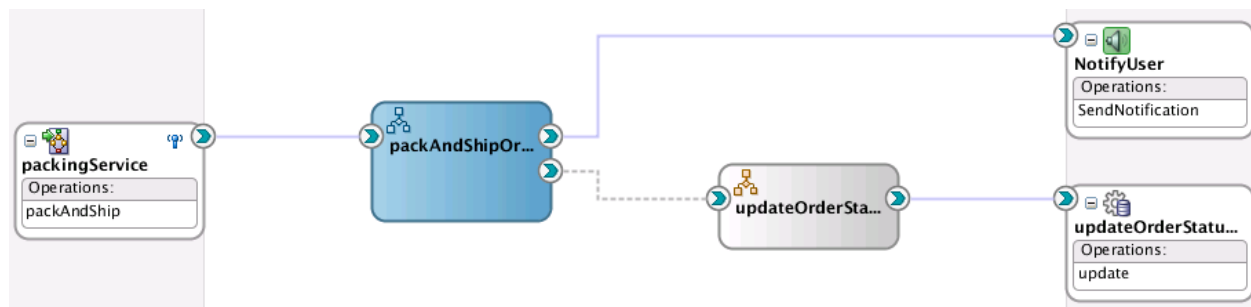 packingService
Operations:
packAndShip
packAndShipOr...
updateOrderSta...
NotifyUser
Operations:
SendNotification
updateOrderStatu...
Operations:
update